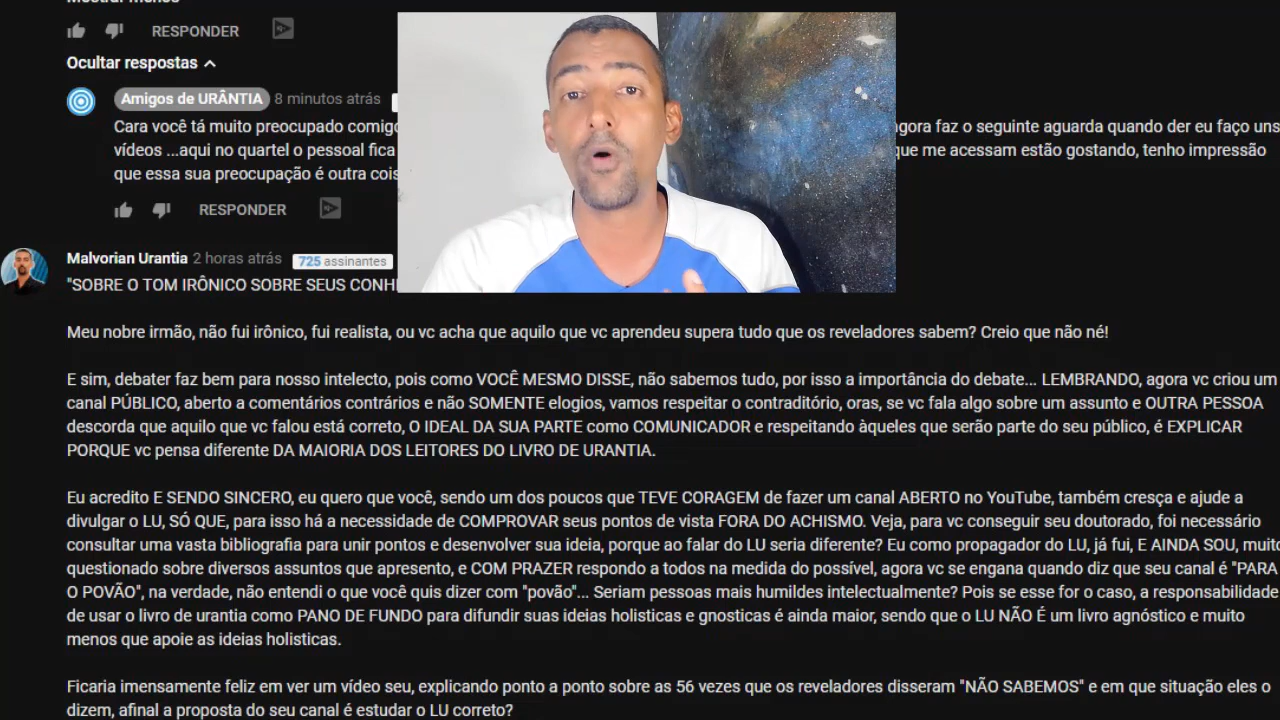 Mostrar menos
RESPONDER
Ocultar respostas
Amigos de URÂNTIA 8 minutos atrás
Cara você tá muito preocupado comigo agora faz o seguinte aguarda quando der eu faço uns
vídeos ...aqui no quartel o pessoal fica que me acessam estão gostando, tenho impressão
que essa sua preocupação é outra
RESPONDER
Malvorian Urantia 2 horas atrás 725 assinantes
"SOBRE O TOM IRÔNICO SOBRE SEUS
Meu nobre irmão, não fui irônico, fui realista, ou vc acha que aquilo que vc aprendeu supera tudo que os reveladores sabem? Creio que não né!
E sim, debater faz bem para nosso intelecto, pois como VOCÊ MESMO DISSE, não sabemos tudo, por isso a importância do debate... LEMBRANDO, agora vc criou um
canal PÚBLICO, aberto a comentários contrários e não SOMENTE elogios, vamos respeitar o contraditório, oras, se vc fala algo sobre um assunto e OUTRA PESSOA
descorda que aquilo que vc falou está correto, O IDEAL DA SUA PARTE como COMUNICADOR e respeitando àqueles que serão parte do seu público, é EXPLICAR
PORQUE vc pensa diferente DA MAIORIA DOS LEITORES DO LIVRO DE URANTIA.
Eu acredito E SENDO SINCERO, eu quero que você, sendo um dos poucos que TEVE CORAGEM de fazer um canal ABERTO no YouTube, também cresça e ajude a
divulgar o LU, SÓ QUE, para isso há a necessidade de COMPROVAR seus pontos de vista FORA DO ACHISMO. Veja, para vc conseguir seu doutorado, foi necessário
consultar uma vasta bibliografia para unir pontos e desenvolver sua ideia, porque ao falar do LU seria diferente? Eu como propagador do LU, já fui, E AINDA SOU, muito
questionado sobre diversos assuntos que apresento, e COM PRAZER respondo a todos na medida do possível, agora vc se engana quando diz que seu canal é "PARA
O POVÃO", na verdade, não entendi o que você quis dizer com "povão"... Seriam pessoas mais humildes intelectualmente? Pois se esse for o caso, a responsabilidade
de usar o livro de urantia como PANO DE FUNDO para difundir suas ideias holisticas e gnosticas é ainda maior, sendo que o LU NÃO É um livro agnóstico e muito
menos que apoie as ideias holisticas.
Ficaria imensamente feliz em ver um vídeo seu, explicando ponto a ponto sobre as 56 vezes que os reveladores disseram "NÃO SABEMOS" e em que situação eles o
dizem, afinal a proposta do seu canal é estudar o LU correto?